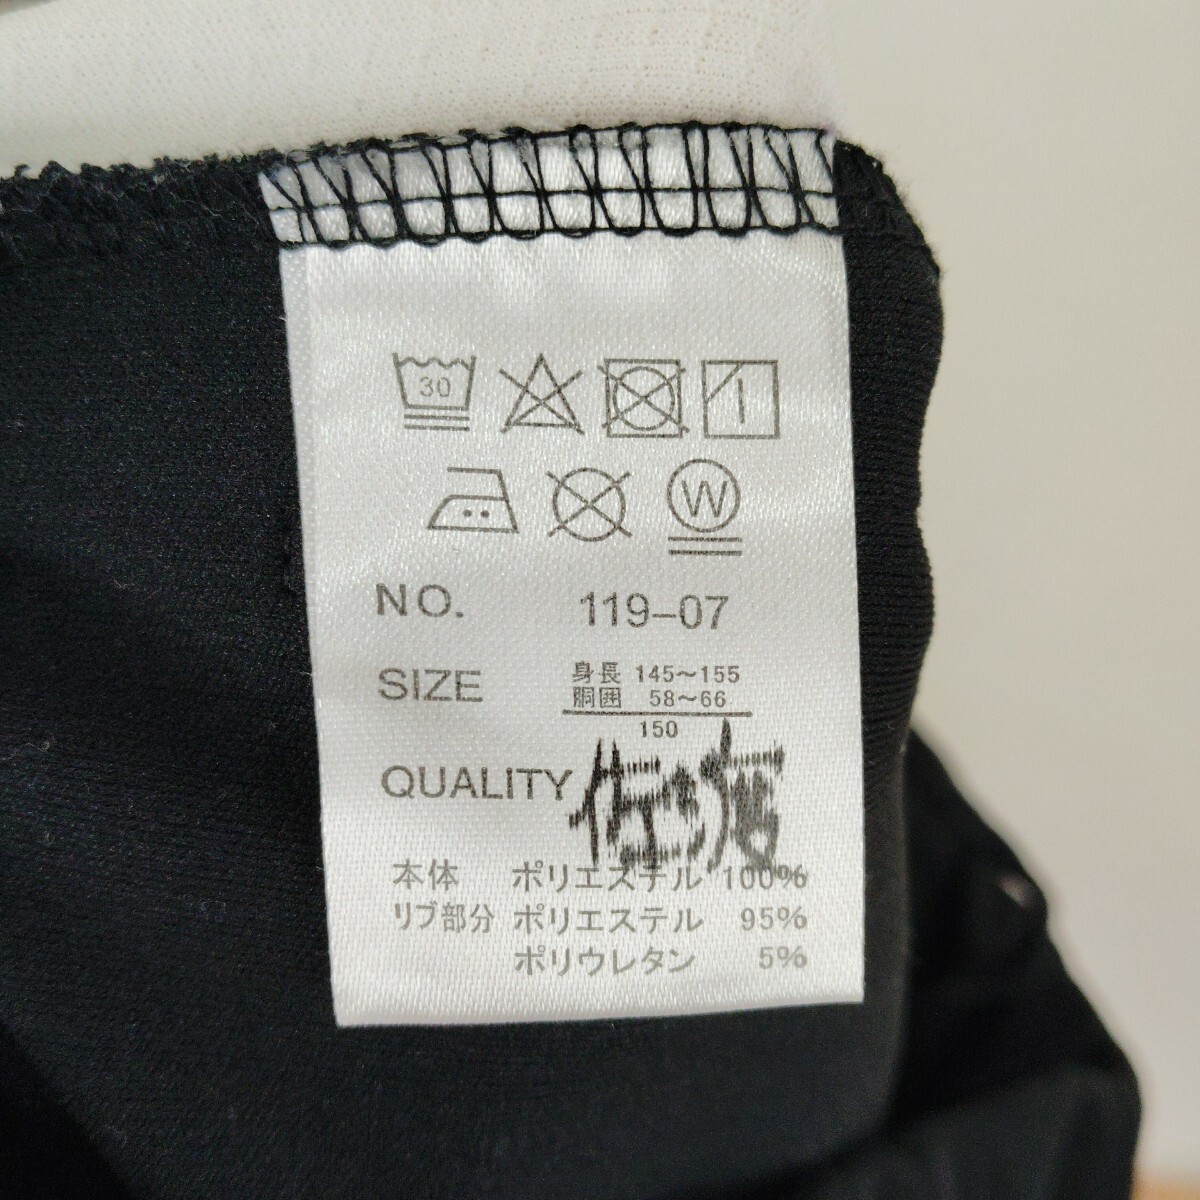 30
W
NO. 119-07
SIZE 身長 145～155
胴囲 58～66
150
QUALITY
本体 ポリエステル 100%
リブ部分 ポリエステル 95%
ポリウレタン 5%